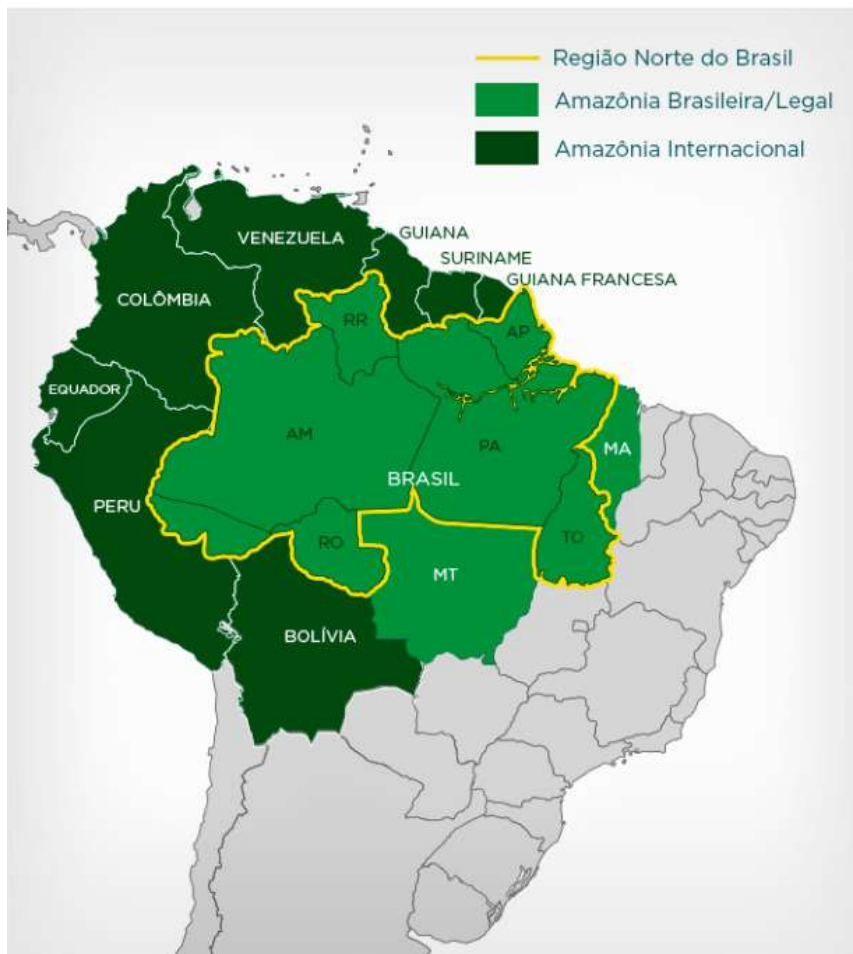 Região Norte do Brasil
Amazônia Brasileira/Legal
Amazônia Internacional
VENEZUELA
GUIANA
SURINAME
GUIANA FRANCESA
COLÔMBIA
RR
AP
EQUADOR
AM
PA
MA
BRASIL
PERU
RO
TO
MT
BOLÍVIA